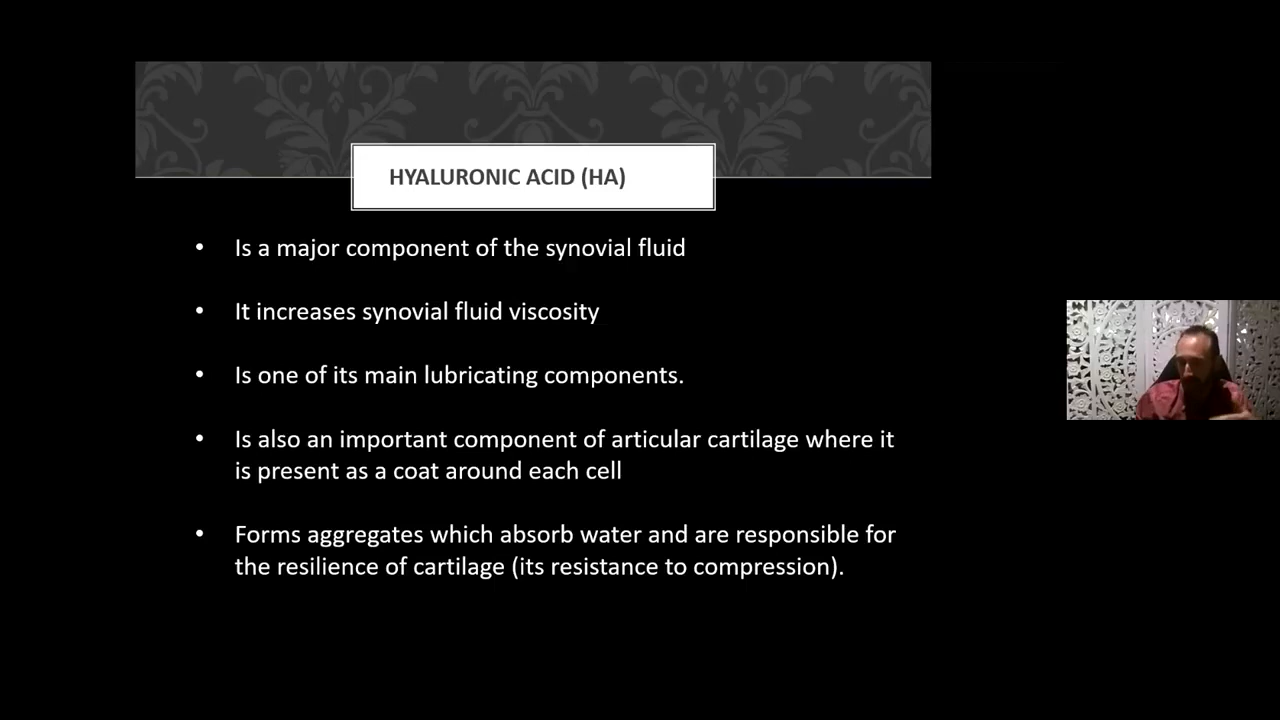 HYALURONIC ACID (HA)
• Is a major component of the synovial fluid
• It increases synovial fluid viscosity
• Is one of its main lubricating components.
• Is also an important component of articular cartilage where it
is present as a coat around each cell
• Forms aggregates which absorb water and are responsible for
the resilience of cartilage (its resistance to compression).